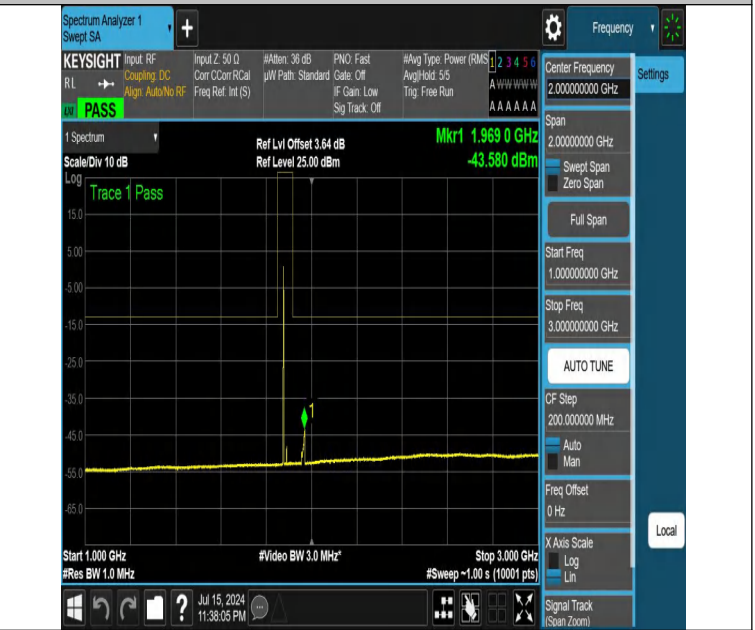 Spectrum Analyzer 1
Swept SA
+
Frequency
KEYSIGHT
RL
PASS
Input: RF
Coupling: DC
Align: Auto/No RF
Input Z: 50 Ω
Corr CCorr RCal
Freq Ref: Int (S)
#Atten: 36 dB
µW Path: Standard
PNO: Fast
Gate: Off
IF Gain: Low
Sig Track: Off
#Avg Type: Power (RMS
Avg|Hold: 5/5
Trig: Free Run
1 2 3 4 5 6
A W W W W W
A A A A A A
1 Spectrum
Scale/Div 10 dB
Ref Lvl Offset 3.64 dB
Ref Level 25.00 dBm
Mkr1 1.969 0 GHz
-43.580 dBm
Log
Trace 1 Pass
15.0
5.00
-5.00
-15.0
-25.0
-35.0
-45.0
-55.0
-65.0
1
Start 1.000 GHz
#Res BW 1.0 MHz
#Video BW 3.0 MHz*
Stop 3.000 GHz
#Sweep ~1.00 s (10001 pts)
?
Jul 15, 2024
11:38:05 PM
Center Frequency
2.000000000 GHz
Settings
Span
2.00000000 GHz
Swept Span
Zero Span
Full Span
Start Freq
1.000000000 GHz
Stop Freq
3.000000000 GHz
AUTO TUNE
CF Step
200.000000 MHz
Auto
Man
Freq Offset
0 Hz
X Axis Scale
Log
Lin
Signal Track
(Span Zoom)
Local